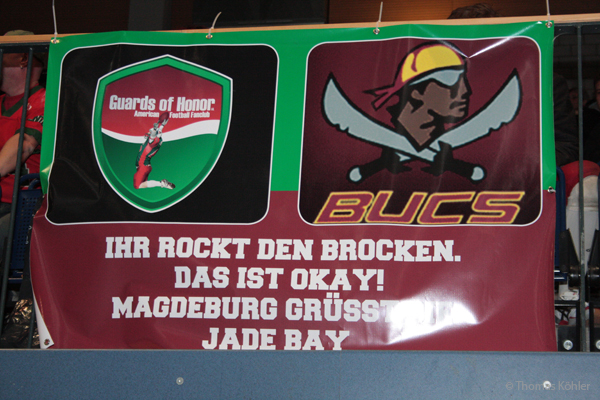 Guards of Honor
American Football Fanclub
BUCS
IHR ROCKT DEN BROCKEN.
DAS IST OKAY!
MAGDEBURG GRÜSST
JADE BAY
© Thomas Köhler